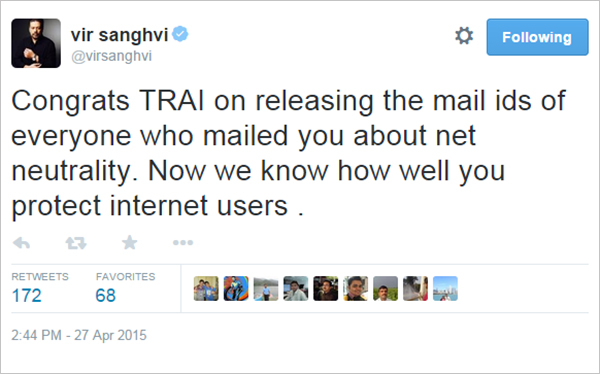 vir sanghvi
@virsanghvi
Following
Congrats TRAI on releasing the mail ids of
everyone who mailed you about net
neutrality. Now we know how well you
protect internet users .
RETWEETS FAVORITES
172 68
2:44 PM - 27 Apr 2015